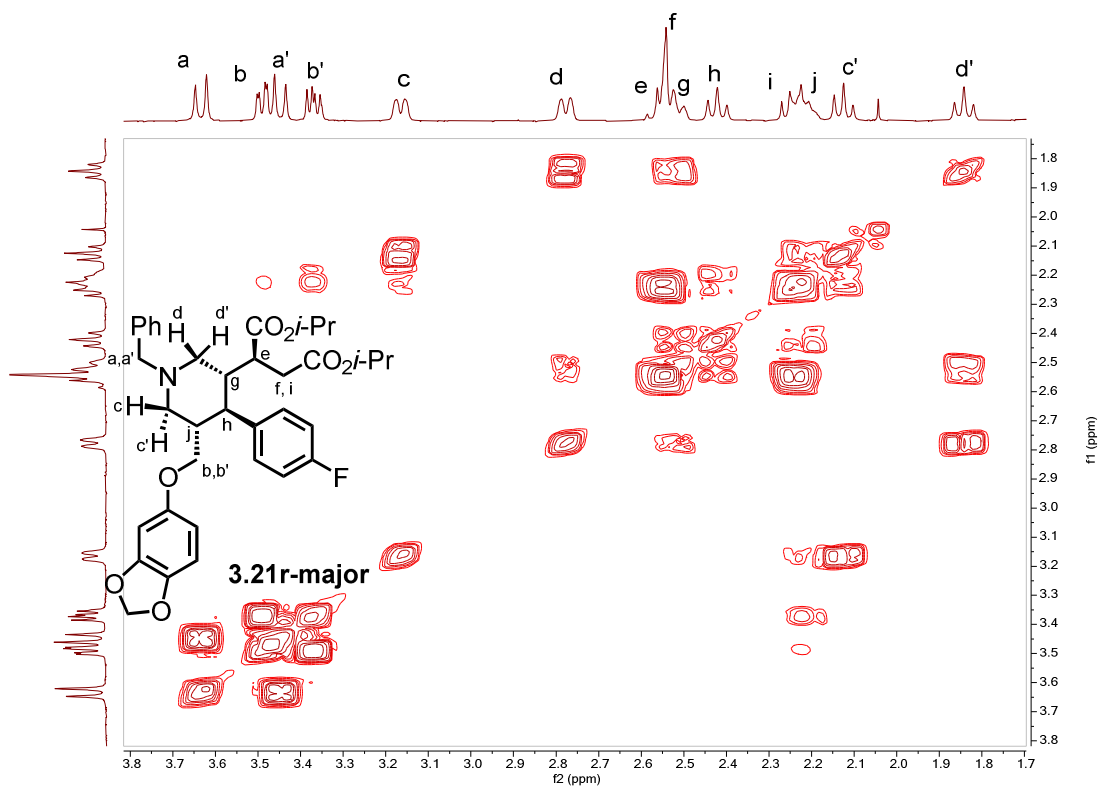 a b a' b' c d e f g h i j c' d'
1.8
1.9
2.0
2.1
2.2
2.3
2.4
2.5
2.6
2.7
2.8
2.9
3.0
3.1
3.2
3.3
3.4
3.5
3.6
3.7
3.8
f1 (ppm)
d d'
Ph H H CO2i-Pr
a,a' e CO2i-Pr
N g f, i
c H h
c' H j
b,b'
O F
3.21r-major
O O
3.8 3.7 3.6 3.5 3.4 3.3 3.2 3.1 3.0 2.9 2.8 2.7 2.6 2.5 2.4 2.3 2.2 2.1 2.0 1.9 1.8 1.7
f2 (ppm)